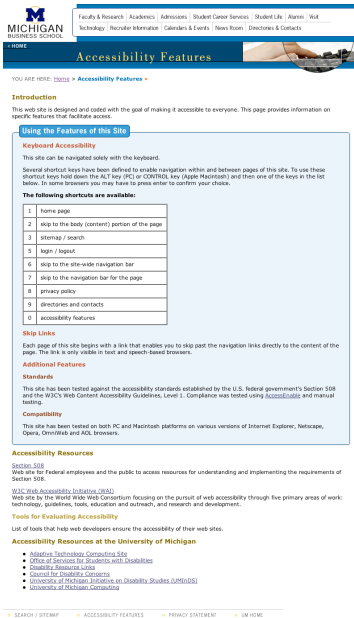 MICHIGAN
BUSINESS SCHOOL
Faculty & Research | Academics | Admissions | Student Career Services | Student Life | Alumni | Visit
Technology | Recruiter Information | Calendars & Events | News Room | Directories & Contacts
HOME
Accessibility Features
YOU ARE HERE: Home > Accessibility Features
Introduction
This web site is designed and coded with the goal of making it accessible to everyone. This page provides information on
specific features that facilitate access.
Using the Features of this Site
Keyboard Accessibility
This site can be navigated solely with the keyboard.
Several shortcut keys have been defined to enable navigation within and between pages of this site. To use these
shortcut keys hold down the ALT key (PC) or CONTROL key (Apple Macintosh) and then one of the keys in the list
below. In some browsers you may have to press enter to confirm your choice.
The following shortcuts are available:
1 home page
2 skip to the body (content) portion of the page
3 sitemap / search
5 login / logout
6 skip to the site-wide navigation bar
7 skip to the navigation bar for the page
8 privacy policy
9 directories and contacts
0 accessibility features
Skip Links
Each page of this site begins with a link that enables you to skip past the navigation links directly to the content of the
page. The link is only visible in text and speech-based browsers.
Additional Features
Standards
This site has been tested against the accessibility standards established by the U.S. federal government's Section 508
and the W3C's Web Content Accessibility Guidelines, Level 1. Compliance was tested using AccessEnable and manual
testing.
Compatibility
This site has been tested on both PC and Macintosh platforms on various versions of Internet Explorer, Netscape,
Opera, OmniWeb and AOL browsers.
Accessibility Resources
Section 508
Web site for Federal employees and the public to access resources for understanding and implementing the requirements of
Section 508.
W3C Web Accessibility Initiative (WAI)
Web site by the World Wide Web Consortium focusing on the pursuit of web accessibility through five primary areas of work:
technology, guidelines, tools, education and outreach, and research and development.
Tools for Evaluating Accessibility
List of tools that help web developers ensure the accessibility of their web sites.
Accessibility Resources at the University of Michigan
Adaptive Technology Computing Site
Office of Services for Students with Disabilities
Disability Resource Links
Council for Disability Concerns
University of Michigan Initiative on Disability Studies (UMInDS)
University of Michigan Computing
SEARCH / SITEMAP ACCESSIBILITY FEATURES PRIVACY STATEMENT UM HOME